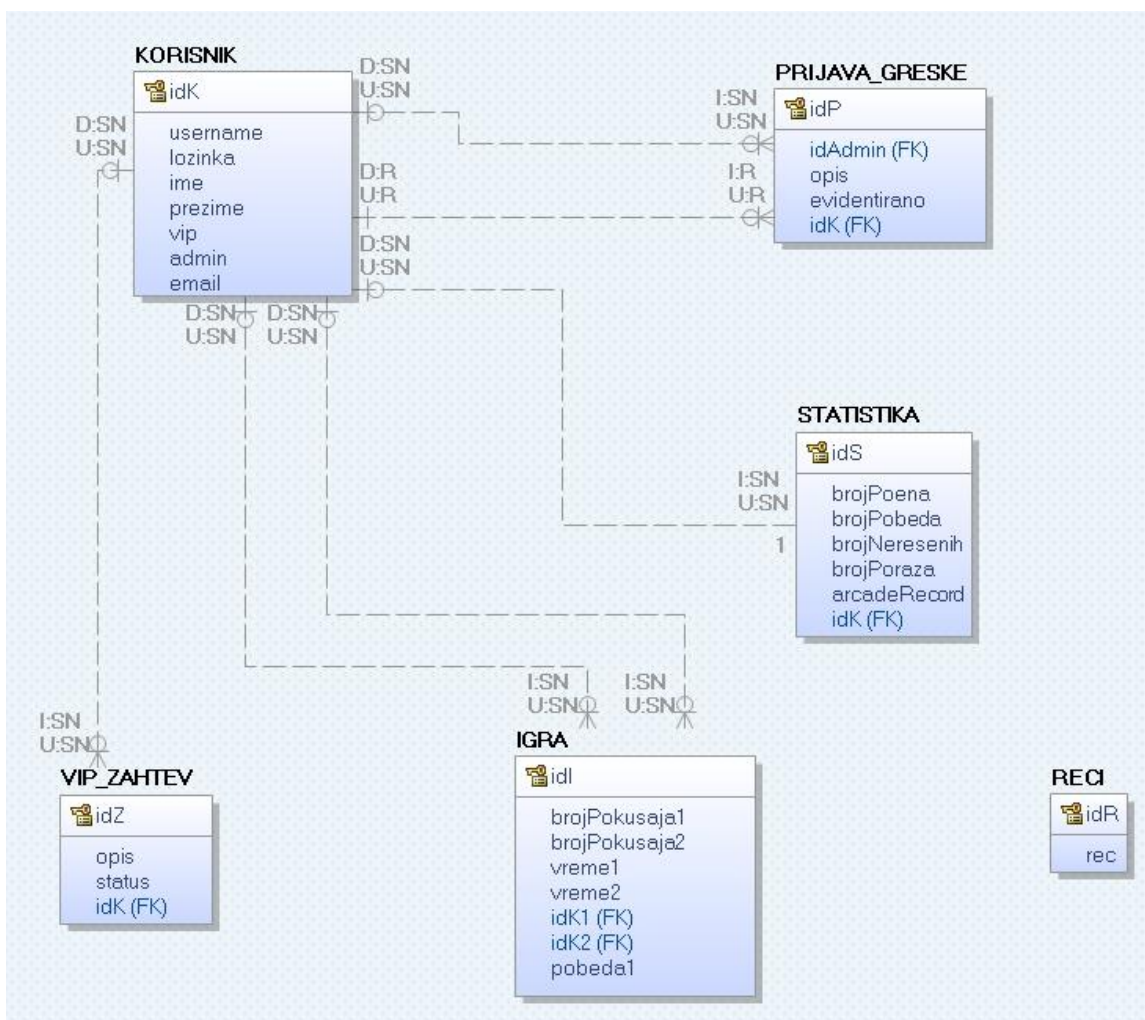 KORISNIK
idK
username
lozinka
ime
prezime
vip
admin
email
D:SN
U:SN
D:SN
U:SN
D:R
U:R
D:SN
U:SN
D:SN
U:SN
D:SN
U:SN
PRIJAVA_GRESKE
idP
idAdmin (FK)
opis
evidentirano
idK (FK)
I:SN
U:SN
I:R
U:R
STATISTIKA
idS
brojPoena
brojPobeda
brojNeresenih
brojPoraza
arcadeRecord
idK (FK)
I:SN
U:SN
1
I:SN
U:SN
VIP_ZAHTEV
idZ
opis
status
idK (FK)
I:SN
U:SN
I:SN
U:SN
IGRA
idI
brojPokusaja1
brojPokusaja2
vreme1
vreme2
idK1 (FK)
idK2 (FK)
pobeda1
RECI
idR
rec